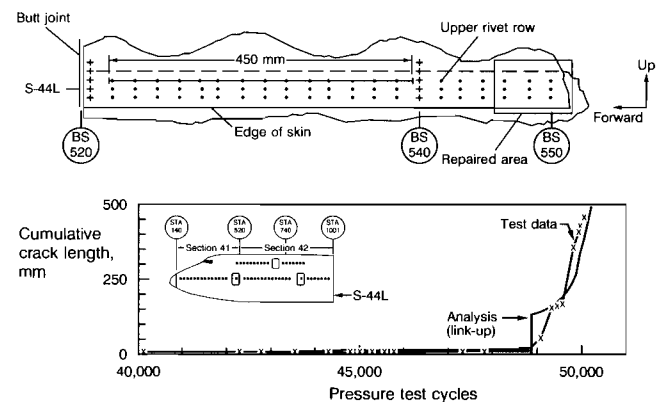 Butt joint
Upper rivet row
450 mm
S-44L
Up
Forward
Edge of skin
BS
520
BS
540
BS
550
Repaired area
500
Cumulative
crack length,
mm
250
0
STA
140
STA
520
STA
740
STA
1001
Section 41
Section 42
S-44L
Test data
Analysis
(link-up)
40,000
45,000
50,000
Pressure test cycles